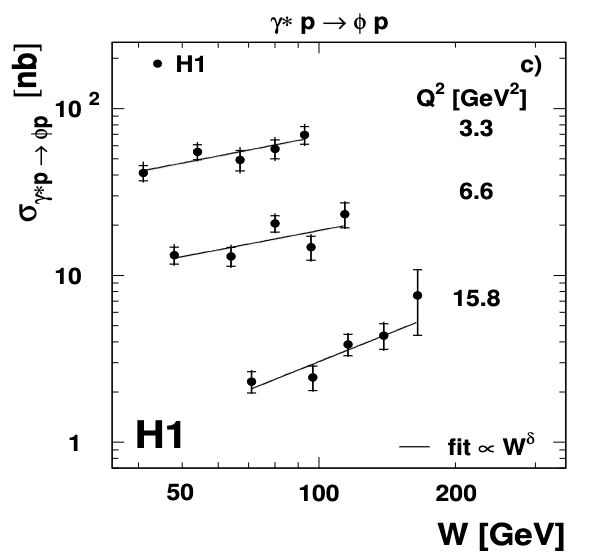 γ* p → ϕ p
σγ*p → ϕp [nb]
H1
c)
Q² [GeV²]
10²
3.3
6.6
10
15.8
1
H1
fit ∝ Wᵟ
50 100 200
W [GeV]